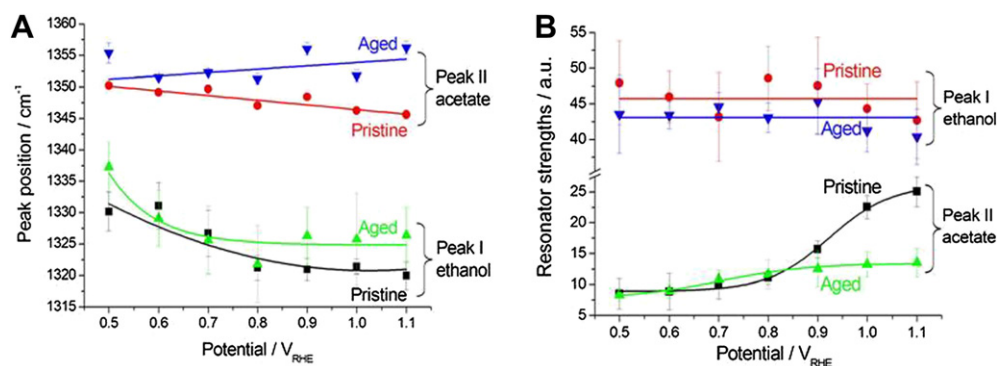 A
Peak position / cm⁻¹
1360
1355
1350
1345
1330
1325
1320
1315
Aged
Pristine
Peak II
acetate
Aged
Pristine
Peak I
ethanol
0.5 0.6 0.7 0.8 0.9 1.0 1.1
Potential / V_RHE
B
Resonator strengths / a.u.
50
45
40
25
20
15
10
5
Pristine
Aged
Peak I
ethanol
Pristine
Aged
Peak II
acetate
0.5 0.6 0.7 0.8 0.9 1.0 1.1
Potential / V_RHE